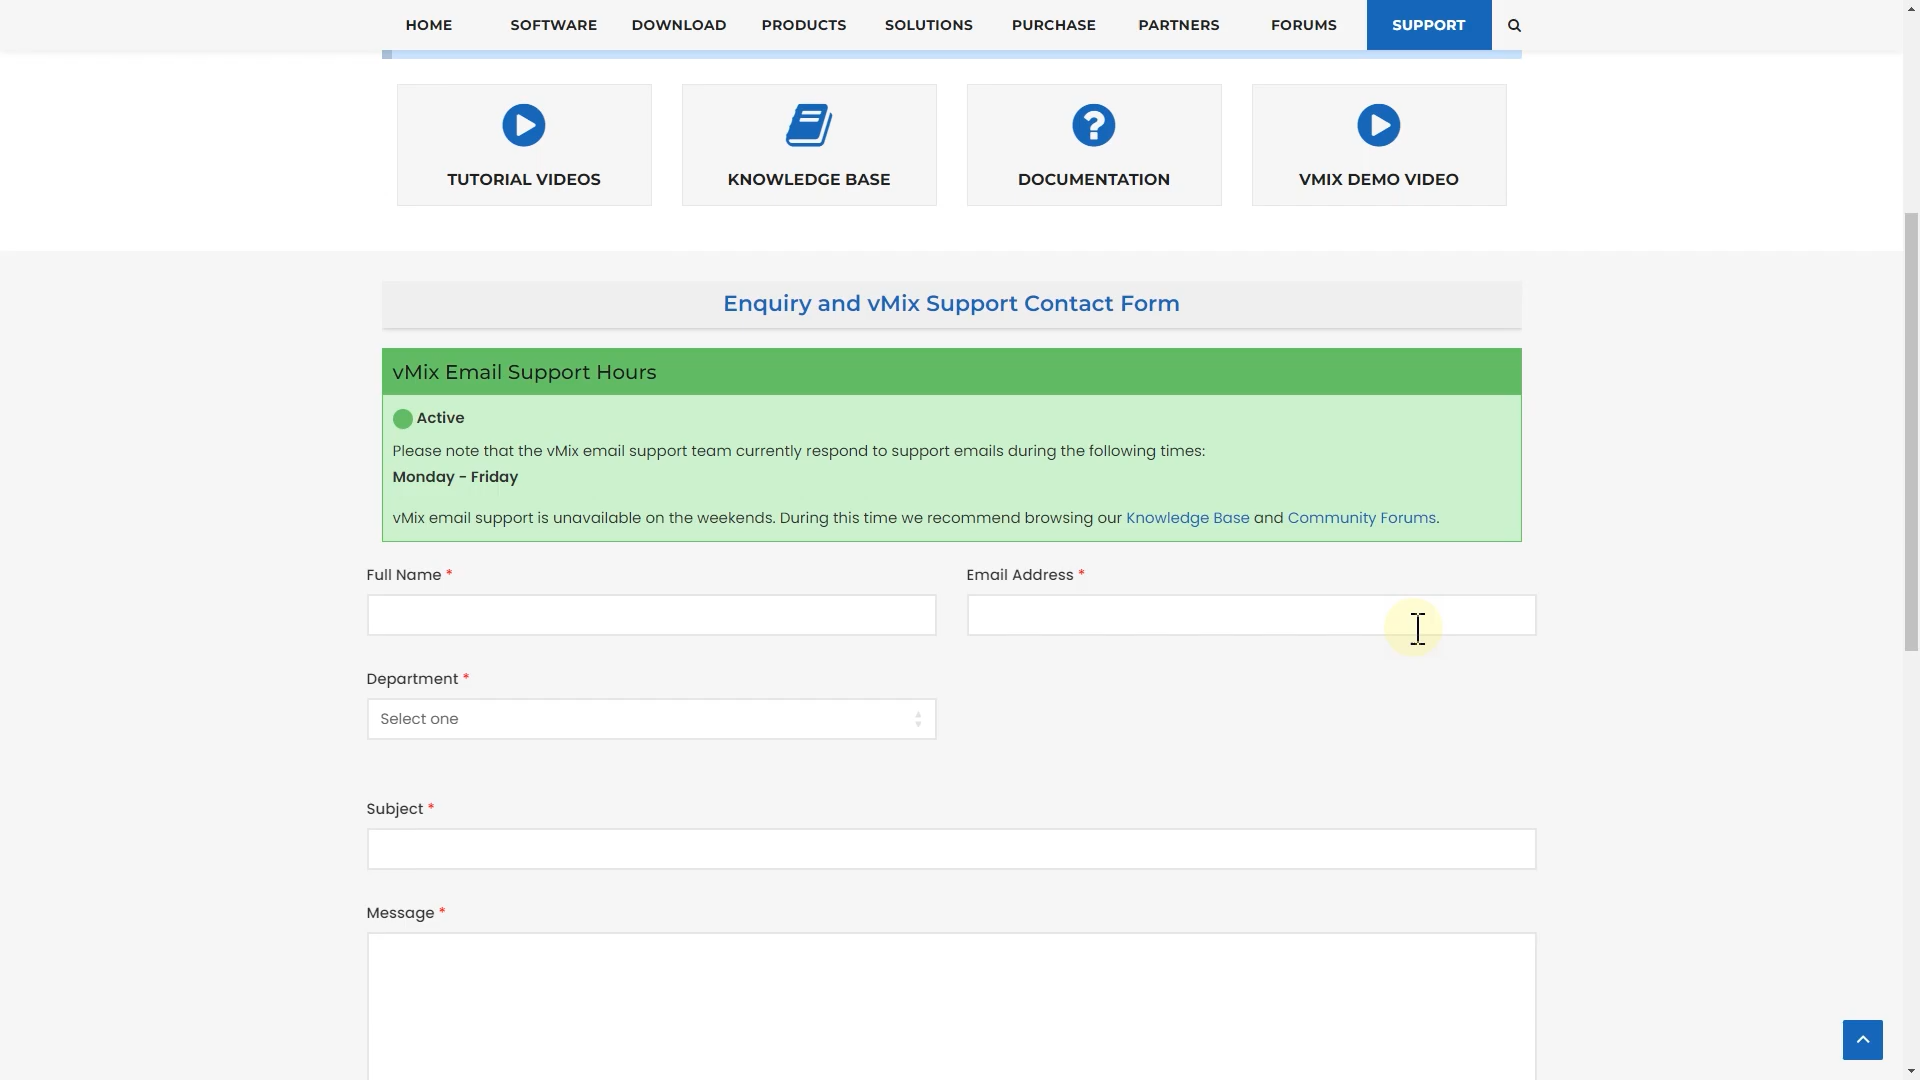 HOME SOFTWARE DOWNLOAD PRODUCTS SOLUTIONS PURCHASE PARTNERS FORUMS SUPPORT
TUTORIAL VIDEOS KNOWLEDGE BASE DOCUMENTATION VMIX DEMO VIDEO
Enquiry and vMix Support Contact Form
vMix Email Support Hours
Active
Please note that the vMix email support team currently respond to support emails during the following times:
Monday - Friday
vMix email support is unavailable on the weekends. During this time we recommend browsing our Knowledge Base and Community Forums.
Full Name * Email Address *
Department *
Select one
Subject *
Message *